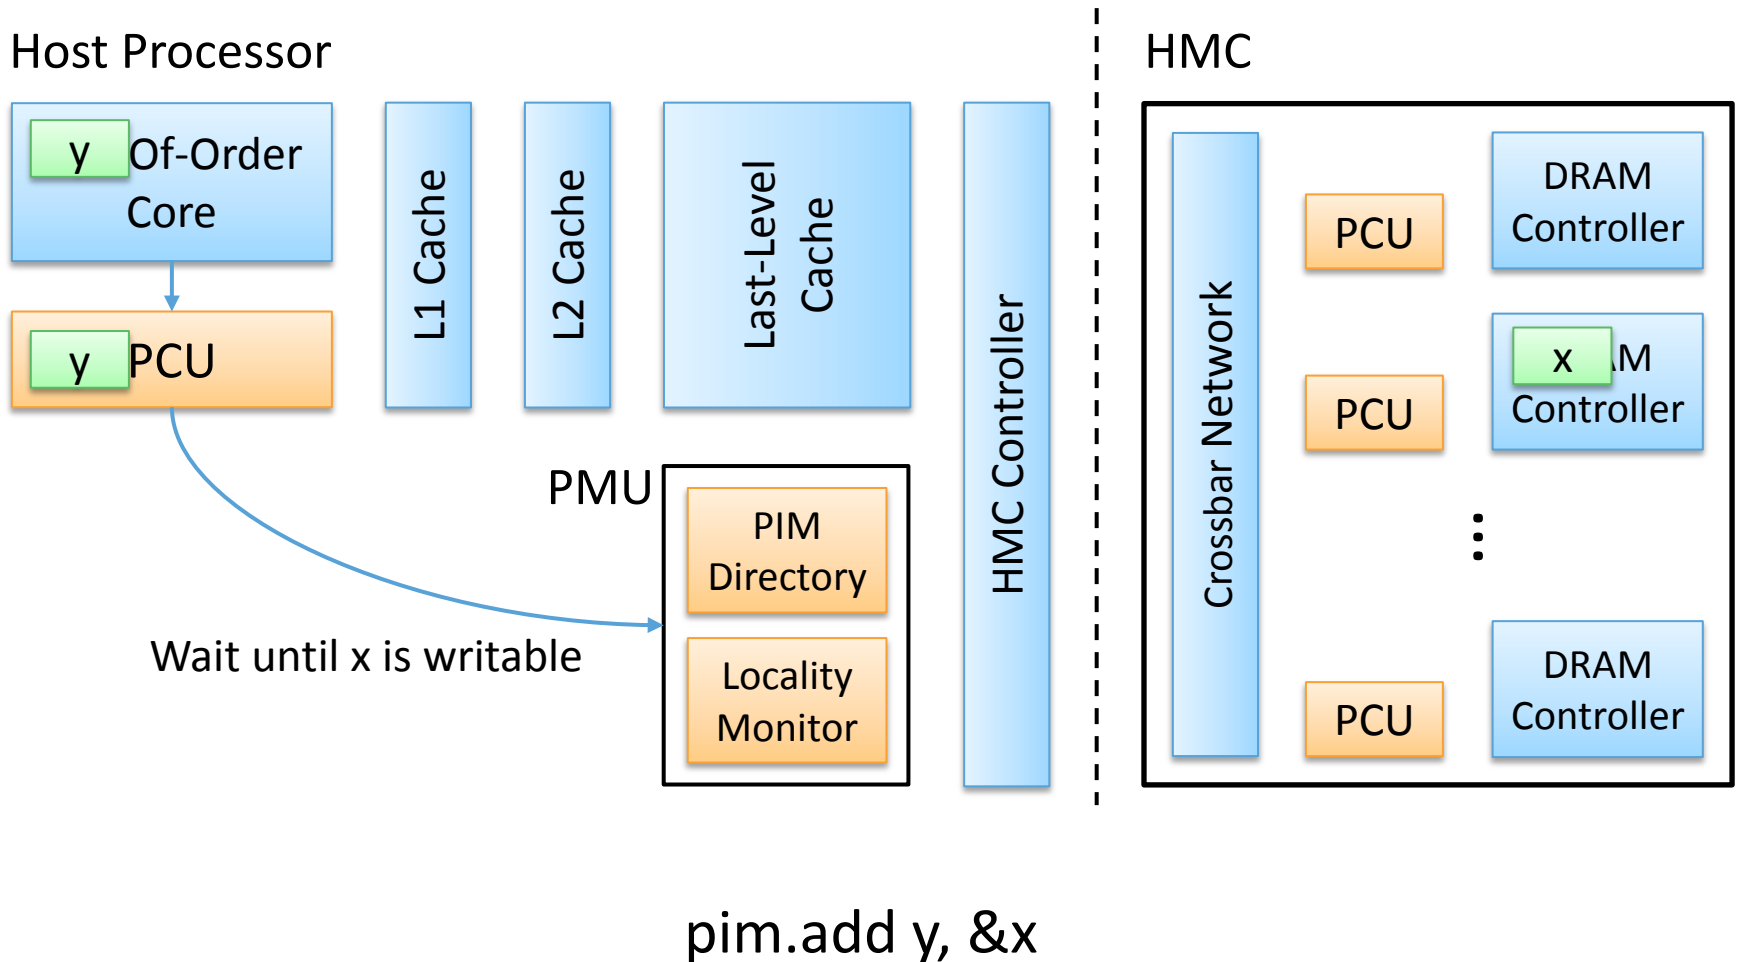 Host Processor
HMC
y Of-Order
Core
y PCU
L1 Cache
L2 Cache
Last-Level
Cache
HMC Controller
PMU
PIM
Directory
Locality
Monitor
Wait until x is writable
Crossbar Network
PCU
DRAM
Controller
PCU
x
Controller
...
PCU
DRAM
Controller
pim.add y, &x